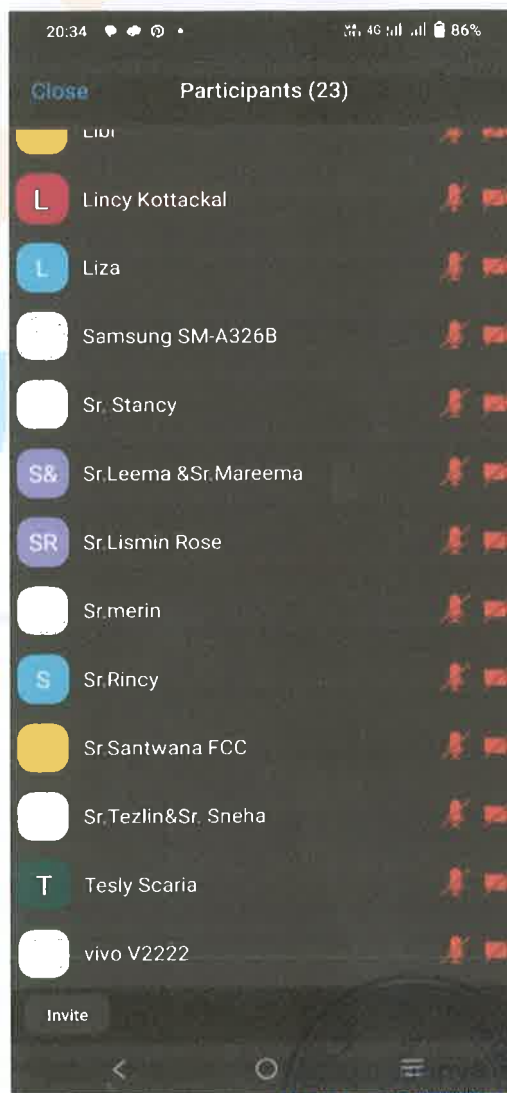 20:34 4G 86%
Close Participants (23)
Libi
L Lincy Kottackal
L Liza
Samsung SM-A326B
Sr. Stancy
S& Sr.Leema &Sr.Mareema
SR Sr.Lismin Rose
Sr.merin
S Sr.Rincy
Sr.Santwana FCC
Sr.Tezlin&Sr. Sneha
T Tesly Scaria
vivo V2222
Invite